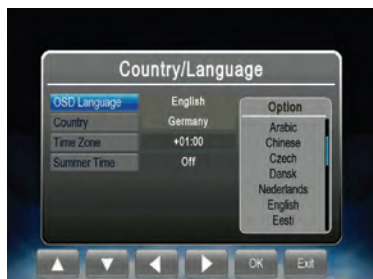 Country/Language
OSD Language English
Country Germany
Time Zone +01:00
Summer Time Off
Option
Arabic
Chinese
Czech
Dansk
Nederlands
English
Eesti
OK Exit